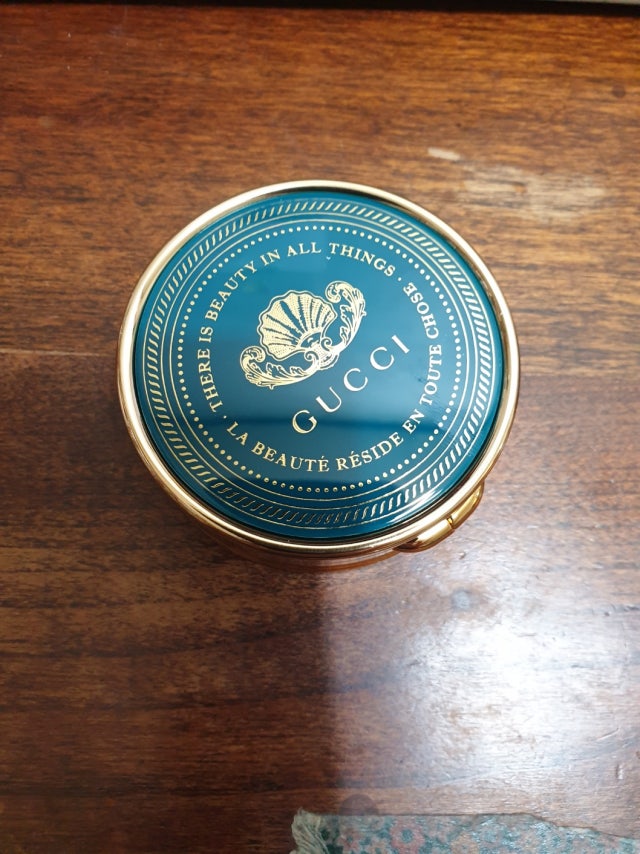 THERE IS BEAUTY IN ALL THINGS ·
GUCCI
LA BEAUTÉ RÉSIDE EN TOUTE CHOSE ·